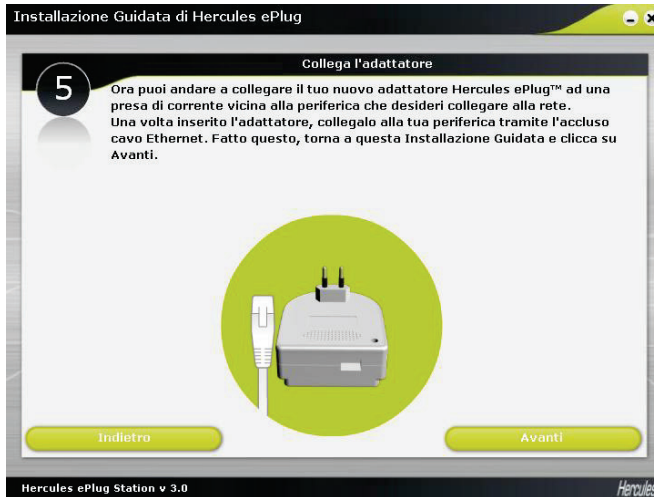 Installazione Guidata di Hercules ePlug
Collega l'adattatore
5
Ora puoi andare a collegare il tuo nuovo adattatore Hercules ePlug™ ad una
presa di corrente vicina alla periferica che desideri collegare alla rete.
Una volta inserito l'adattatore, collegalo alla tua periferica tramite l'accluso
cavo Ethernet. Fatto questo, torna a questa Installazione Guidata e clicca su
Avanti.
Indietro
Avanti
Hercules ePlug Station v 3.0
Hercules